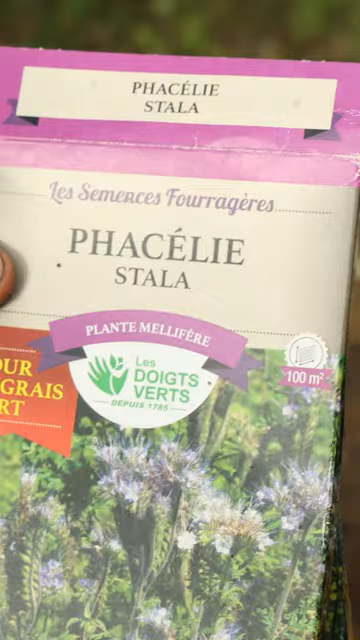 PHACÉLIE
STALA
Les Semences Fourragères
PHACÉLIE
STALA
PLANTE MELLIFÈRE
Les
DOIGTS
VERTS
DEPUIS 1785
100 m²
OUR
GRAIS
RT